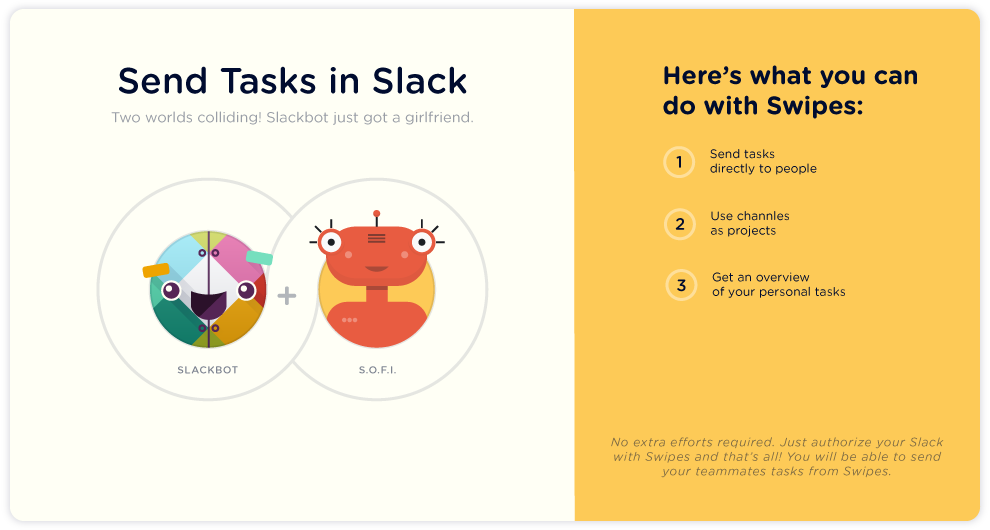 Send Tasks in Slack
Two worlds colliding! Slackbot just got a girlfriend.
+
SLACKBOT
S.O.F.I.
Here's what you can
do with Swipes:
1
Send tasks
directly to people
2
Use channles
as projects
3
Get an overview
of your personal tasks
No extra efforts required. Just authorize your Slack
with Swipes and that's all! You will be able to send
your teammates tasks from Swipes.